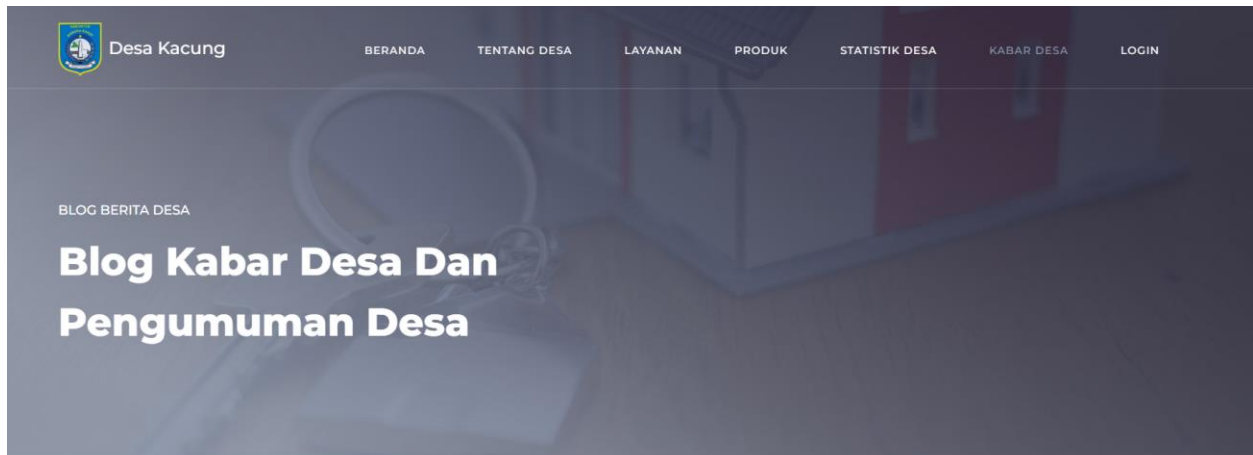 Desa Kacung
BERANDA
TENTANG DESA
LAYANAN
PRODUK
STATISTIK DESA
KABAR DESA
LOGIN
BLOG BERITA DESA
Blog Kabar Desa Dan
Pengumuman Desa